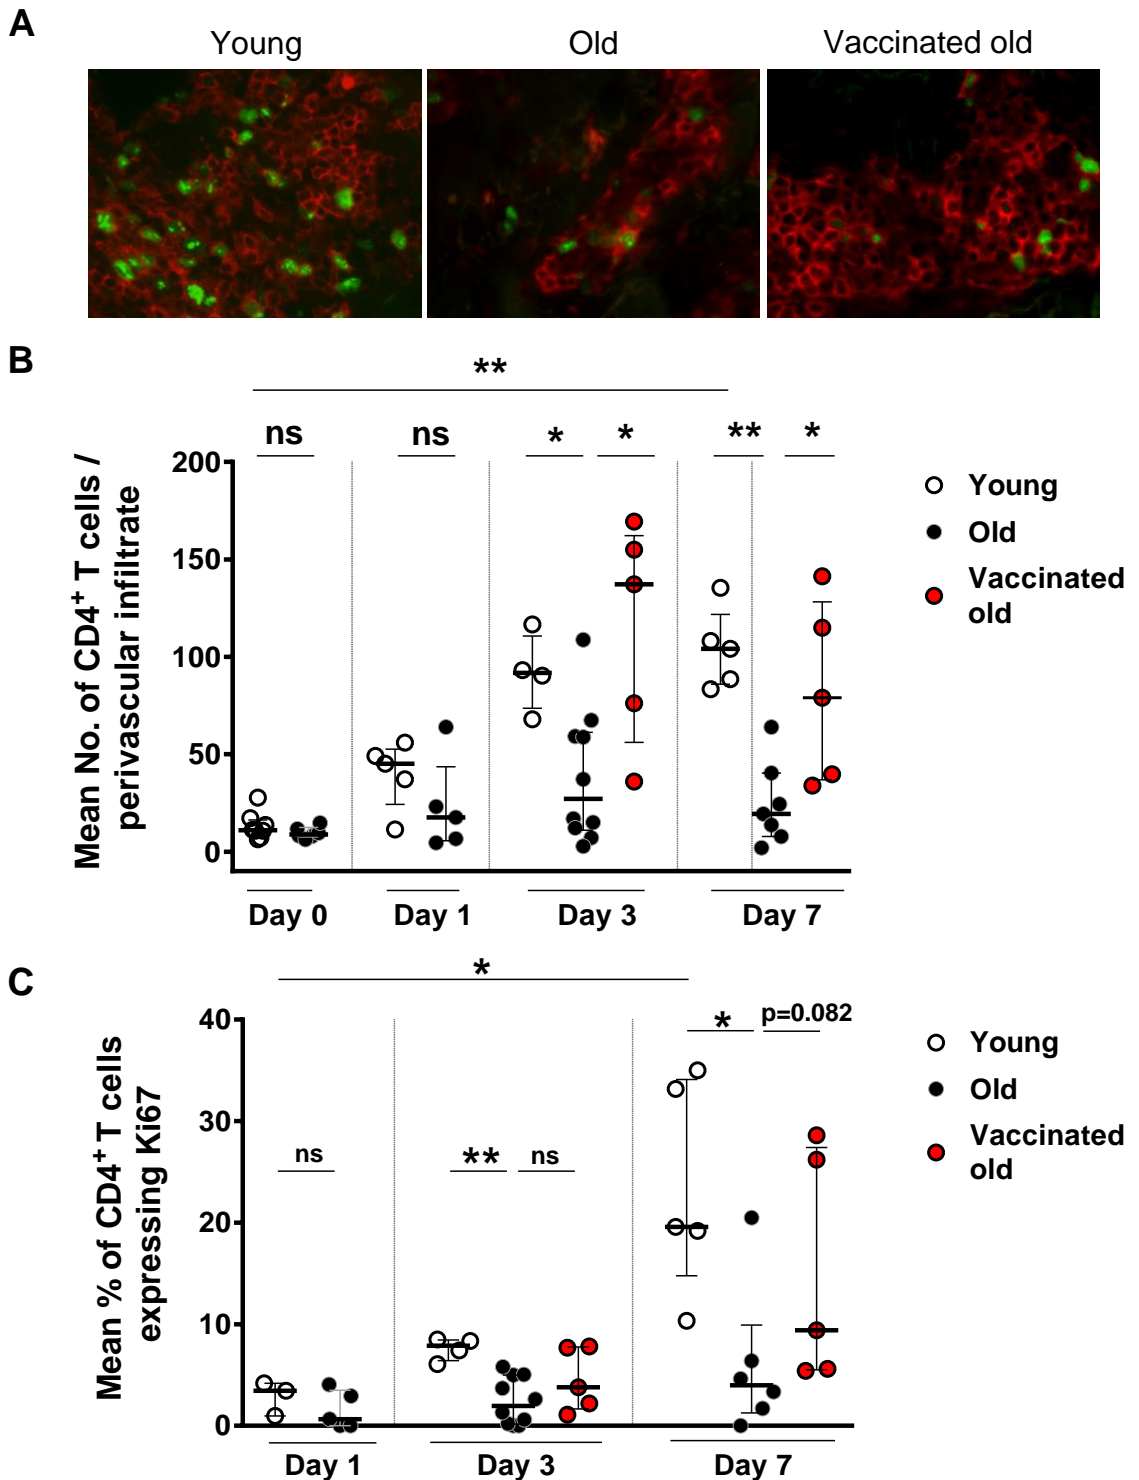 A
Young
Old
Vaccinated old
B
**
ns
ns
*
*
**
*
Mean No. of CD4⁺ T cells /
perivascular infiltrate
200
150
100
50
0
Young
Old
Vaccinated
old
Day 0
Day 1
Day 3
Day 7
C
*
*
p=0.082
ns
**
ns
Mean % of CD4⁺ T cells
expressing Ki67
40
30
20
10
0
Young
Old
Vaccinated
old
Day 1
Day 3
Day 7